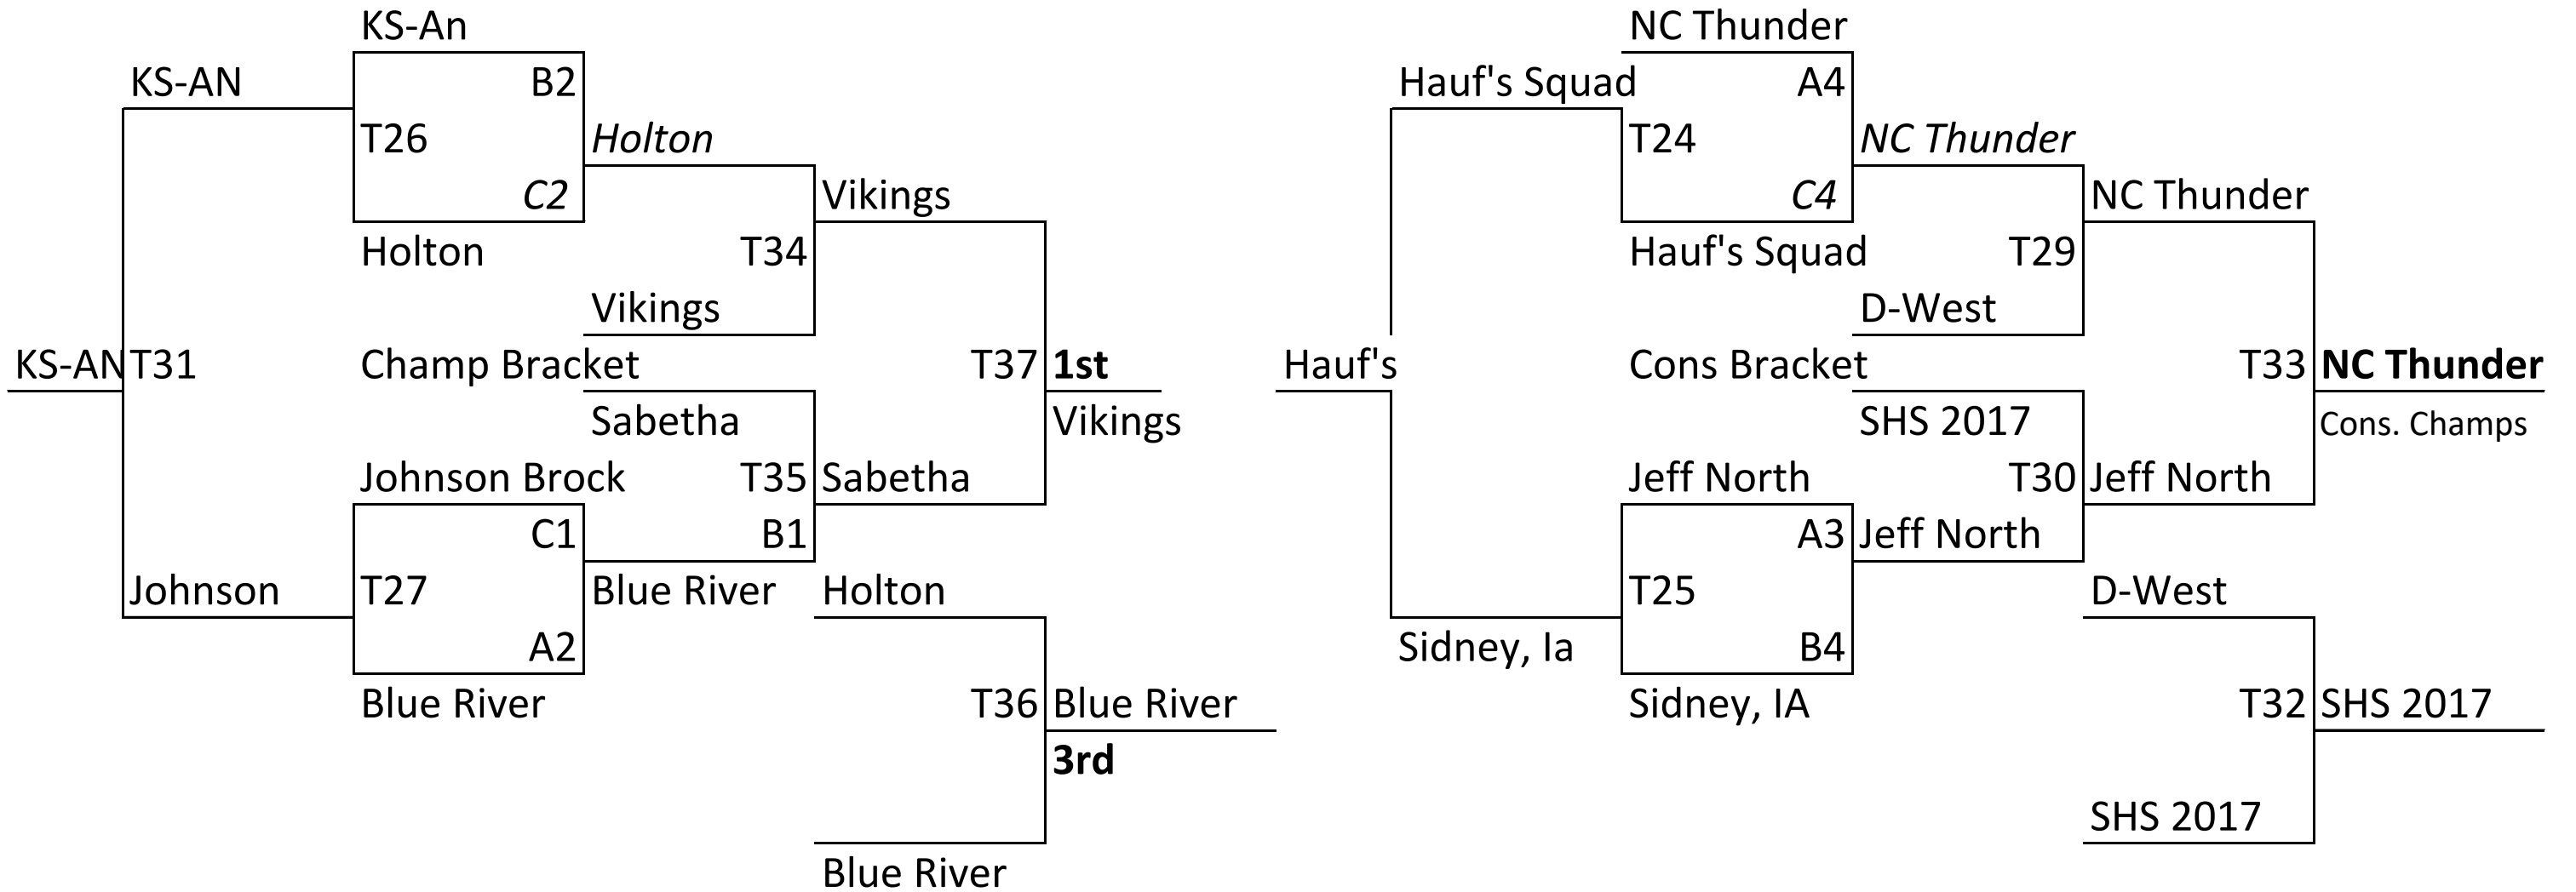 KS-An
KS-AN
B2
T26
Holton
C2
Vikings
Holton
T34
Vikings
KS-AN
T31
Champ Bracket
T37
1st
Sabetha
Vikings
Johnson Brock
T35
Sabetha
C1
B1
Johnson
T27
Blue River
Holton
A2
Blue River
T36
Blue River
3rd
Blue River
NC Thunder
Hauf's Squad
A4
T24
NC Thunder
C4
NC Thunder
Hauf's Squad
T29
D-West
Hauf's
Cons Bracket
T33
NC Thunder
SHS 2017
Cons. Champs
Jeff North
T30
Jeff North
A3
Jeff North
T25
D-West
Sidney, Ia
B4
Sidney, IA
T32
SHS 2017
SHS 2017